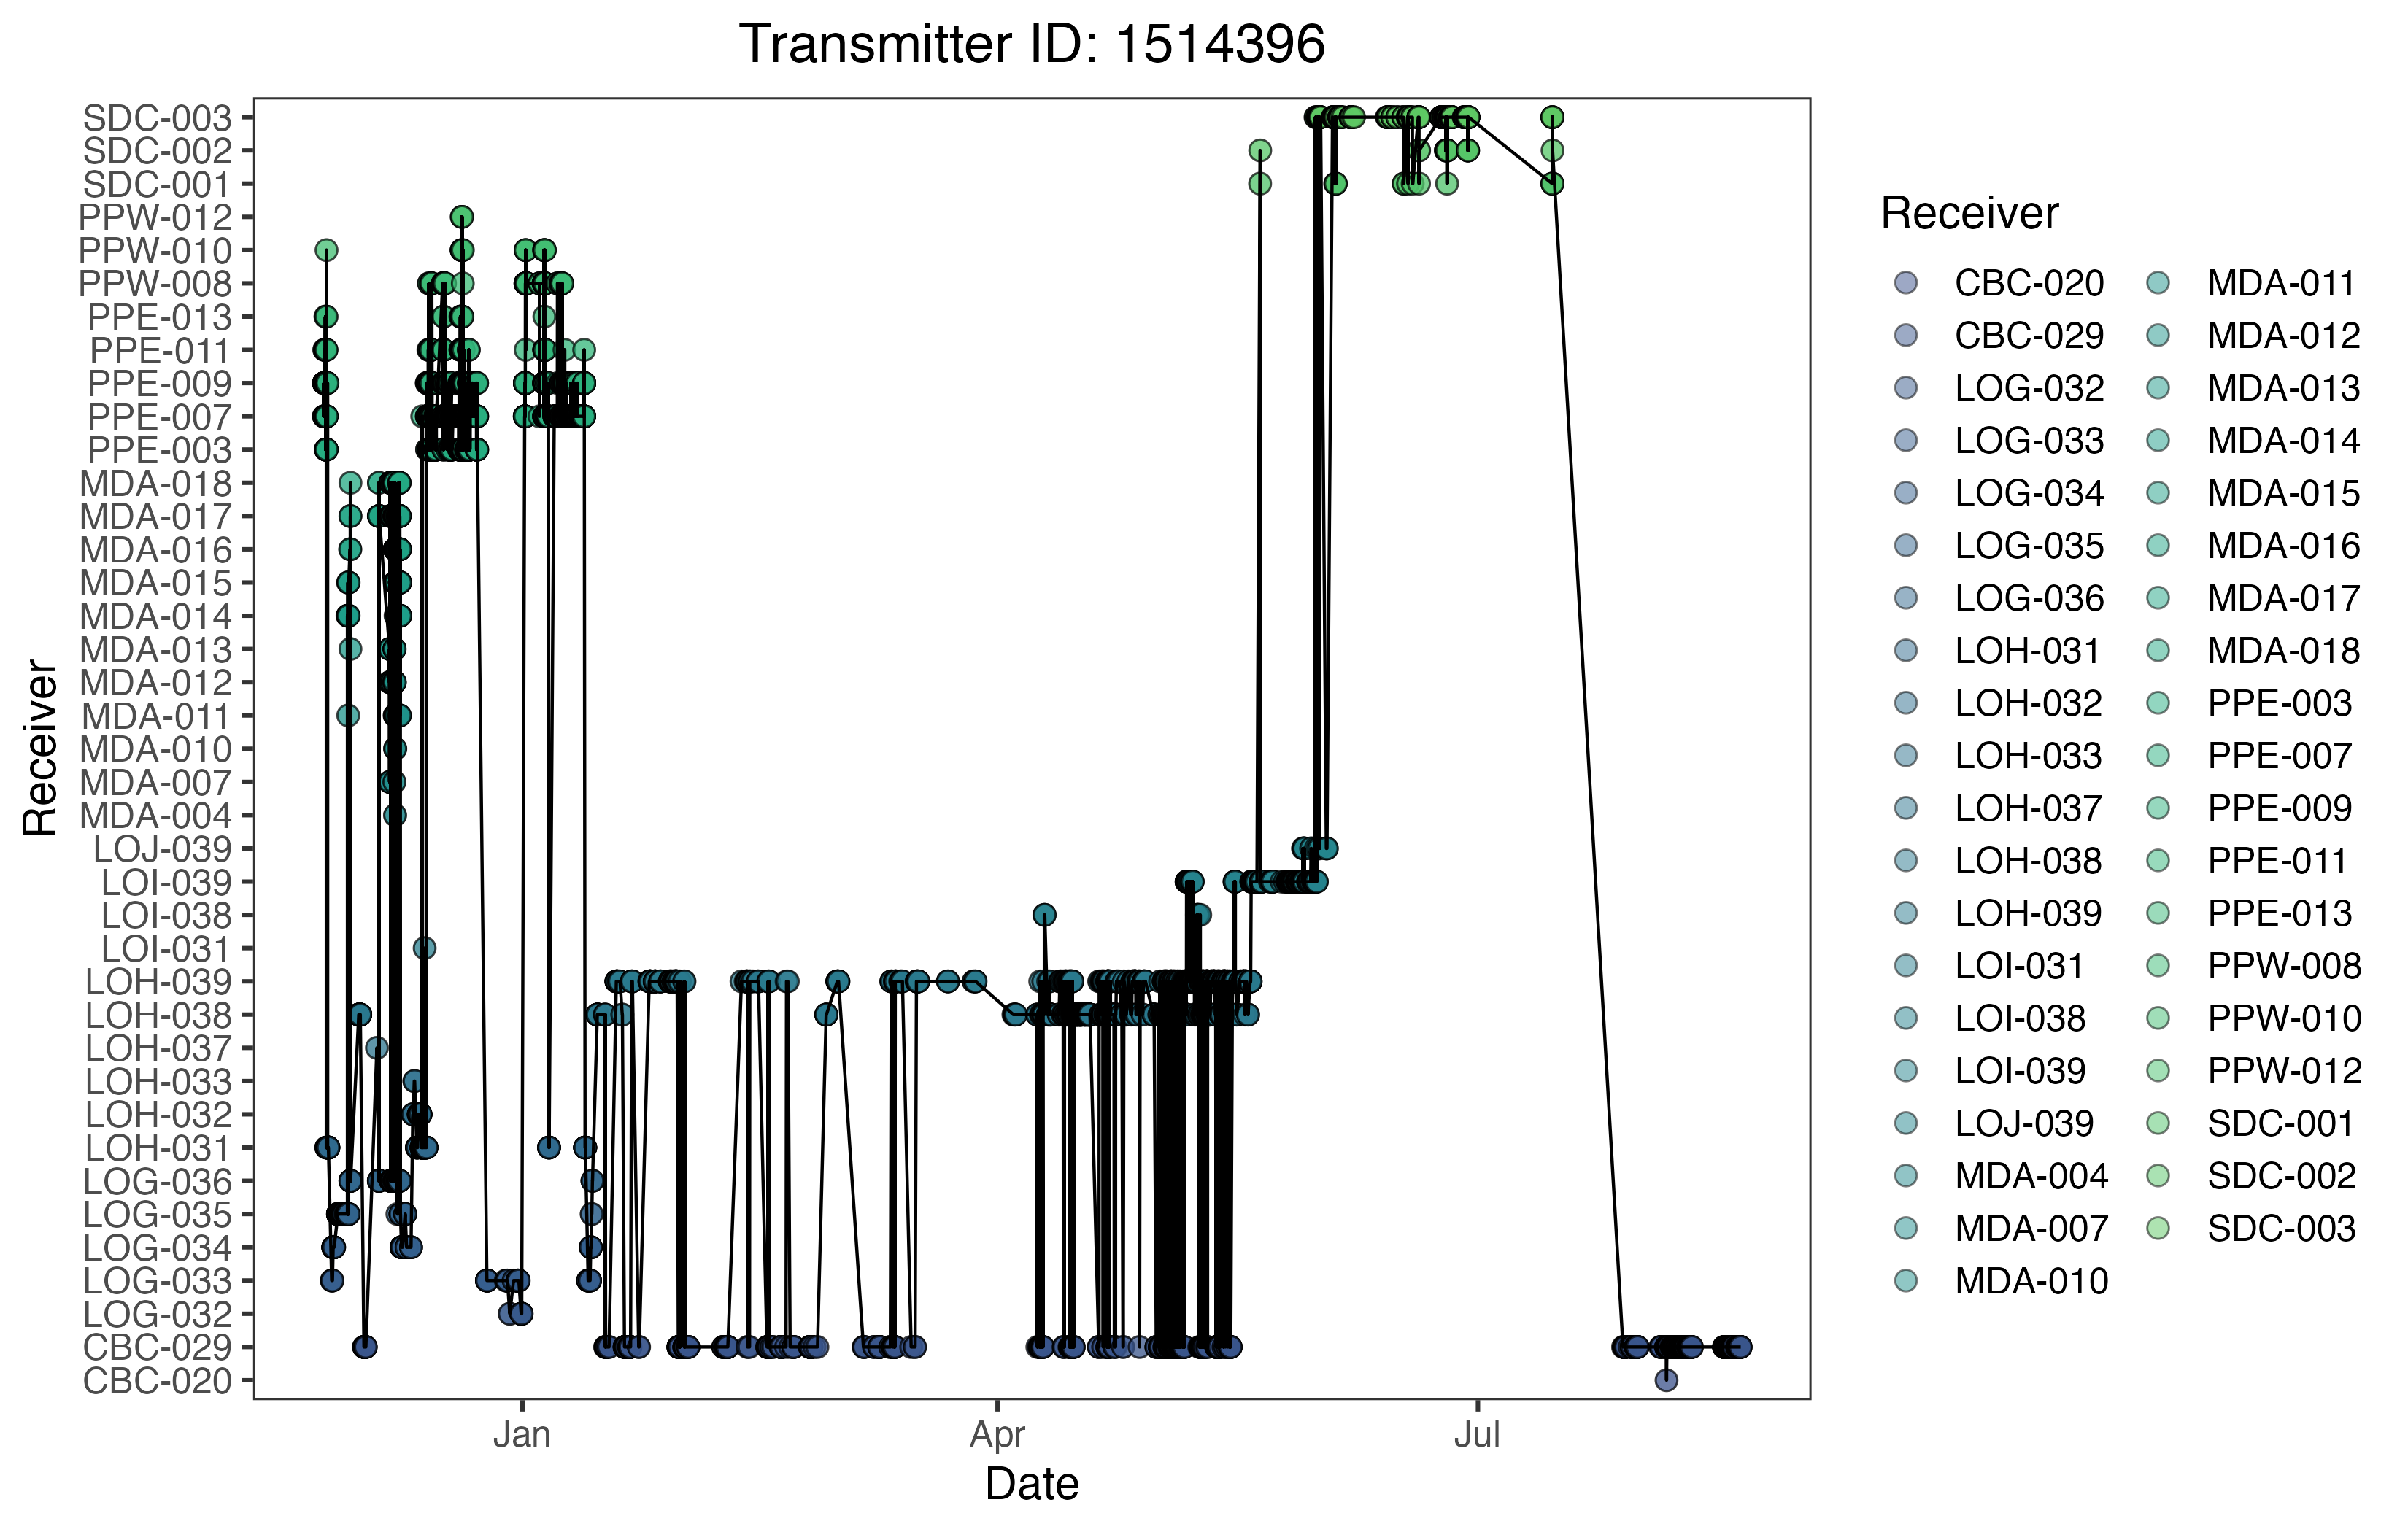 Transmitter ID: 1514396
SDC-003
SDC-002
SDC-001
PPW-012
PPW-010
PPW-008
PPE-013
PPE-011
PPE-009
PPE-007
PPE-003
MDA-018
MDA-017
MDA-016
MDA-015
MDA-014
MDA-013
MDA-012
MDA-011
MDA-010
MDA-007
MDA-004
LOJ-039
LOI-039
LOI-038
LOI-031
LOH-039
LOH-038
LOH-037
LOH-033
LOH-032
LOH-031
LOG-036
LOG-035
LOG-034
LOG-033
LOG-032
CBC-029
CBC-020
Receiver
Jan Apr Jul
Date
Receiver
CBC-020
CBC-029
LOG-032
LOG-033
LOG-034
LOG-035
LOG-036
LOH-031
LOH-032
LOH-033
LOH-037
LOH-038
LOH-039
LOI-031
LOI-038
LOI-039
LOJ-039
MDA-004
MDA-007
MDA-010
MDA-011
MDA-012
MDA-013
MDA-014
MDA-015
MDA-016
MDA-017
MDA-018
PPE-003
PPE-007
PPE-009
PPE-011
PPE-013
PPW-008
PPW-010
PPW-012
SDC-001
SDC-002
SDC-003